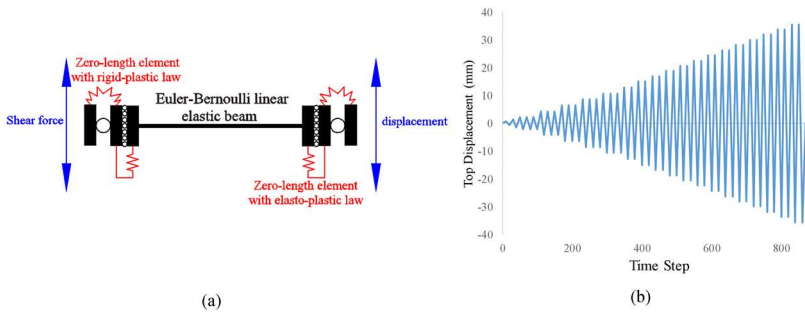 Zero-length element
with rigid-plastic law
Euler-Bernoulli linear
elastic beam
Shear force
displacement
Zero-length element
with elasto-plastic law
(a)
Top Displacement (mm)
40
30
20
10
0
-10
-20
-30
-40
0
200
400
600
800
Time Step
(b)